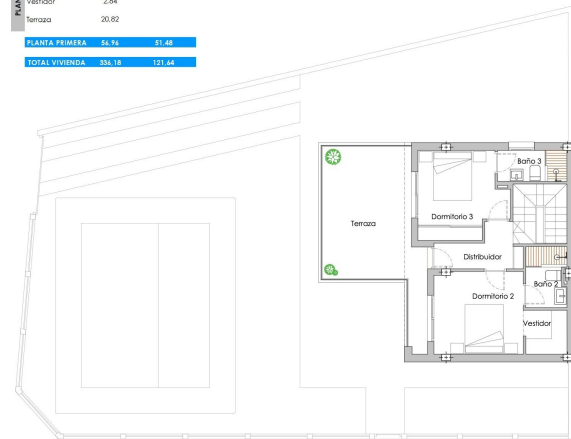 Vestidor 2.84
Terraza 20.82
PLANTA PRIMERA 56,96 51,48
TOTAL VIVIENDA 336,18 121,64
Baño 3
Dormitorio 3
Terraza
Distribuidor
Baño 2
Dormitorio 2
Vestidor